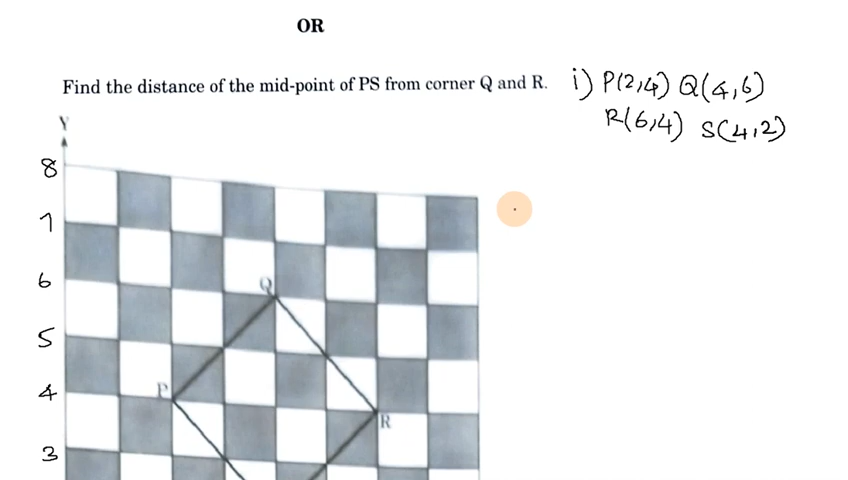 OR
Find the distance of the mid-point of PS from corner Q and R.
i) P(2,4) Q(4,6)
R(6,4) S(4,2)
Y
8
7
6
Q
5
P
4
R
3